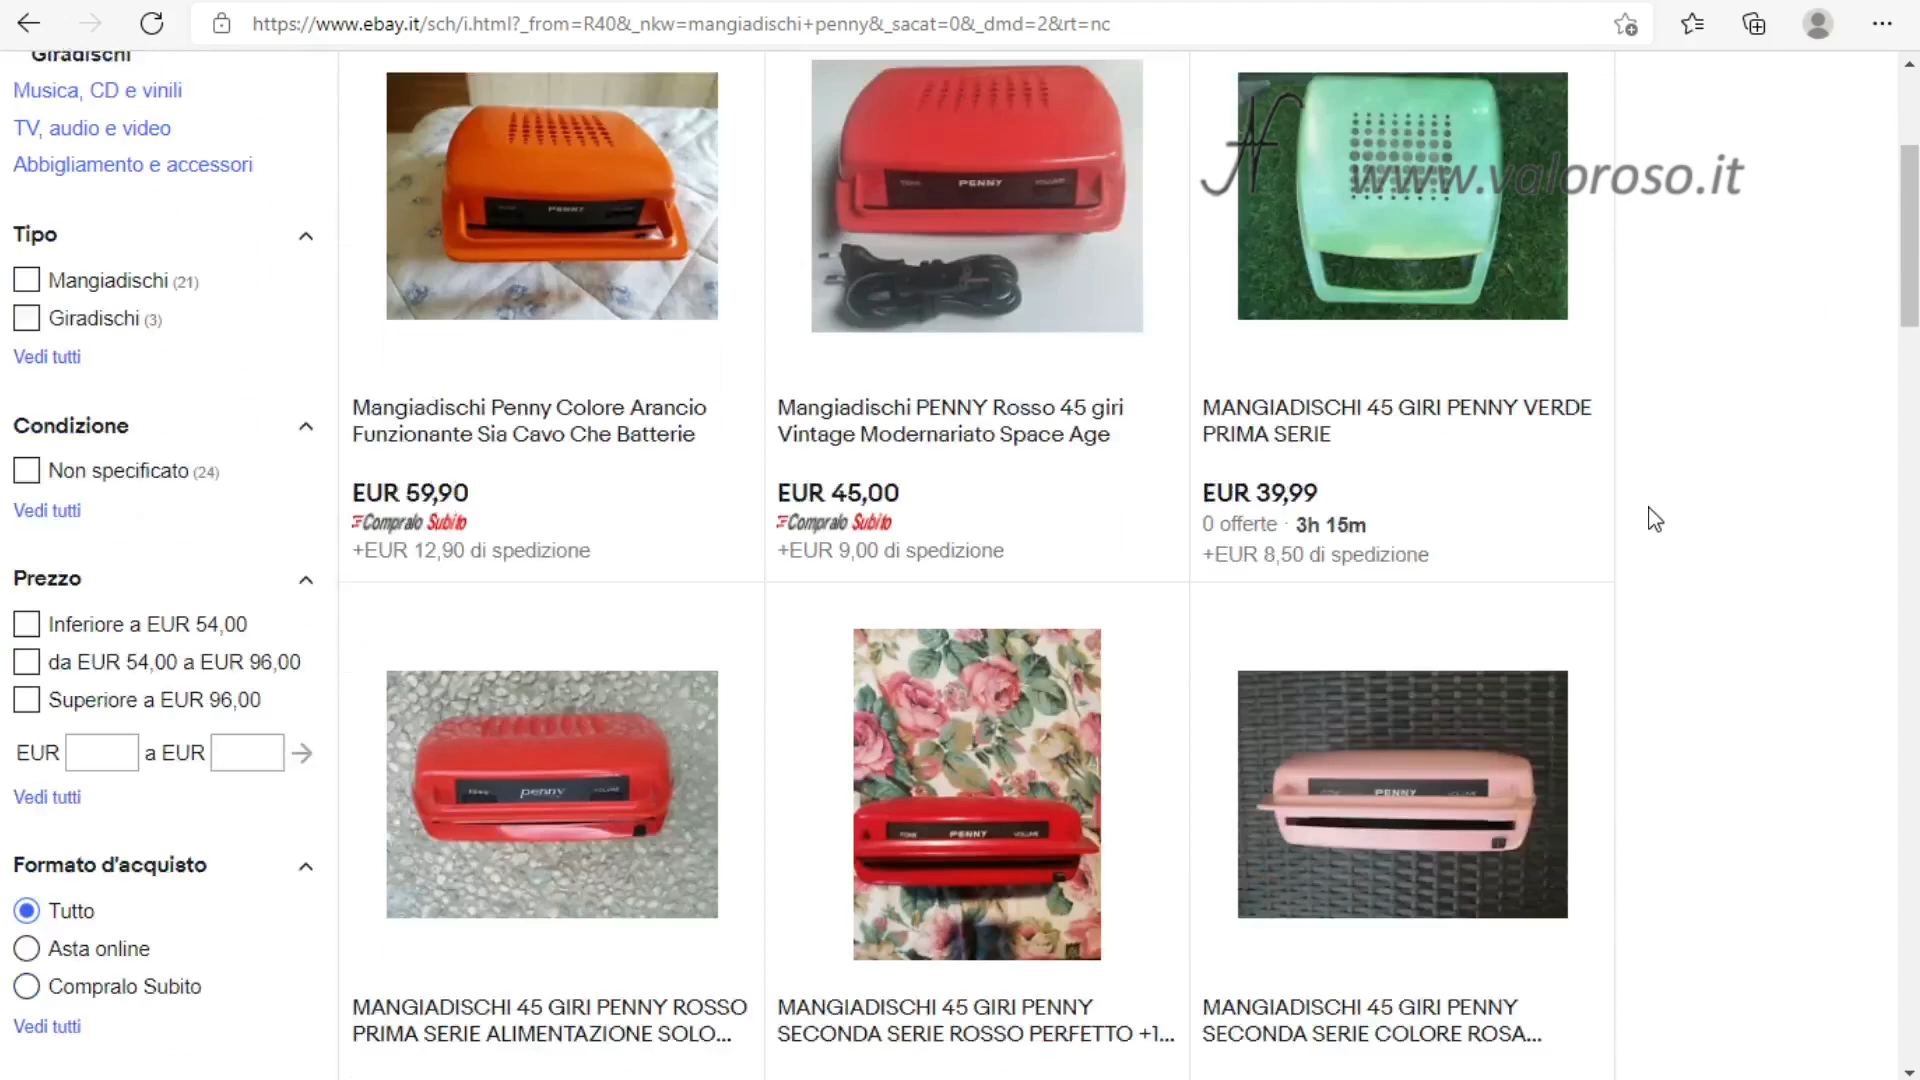 https://www.ebay.it/sch/i.html?_from=R40&_nkw=mangiadischi+penny&_sacat=0&_dmd=2&rt=nc
Giradischi
Musica, CD e vinili
TV, audio e video
Abbigliamento e accessori
Tipo
Mangiadischi (21)
Giradischi (3)
Vedi tutti
Condizione
Non specificato (24)
Vedi tutti
Prezzo
Inferiore a EUR 54,00
da EUR 54,00 a EUR 96,00
Superiore a EUR 96,00
EUR a EUR
Vedi tutti
Formato d'acquisto
Tutto
Asta online
Compralo Subito
Vedi tutti
PENNY
Mangiadischi Penny Colore Arancio
Funzionante Sia Cavo Che Batterie
EUR 59,90
Compralo Subito
+EUR 12,90 di spedizione
TONE PENNY VOLUME
Mangiadischi PENNY Rosso 45 giri
Vintage Modernariato Space Age
EUR 45,00
Compralo Subito
+EUR 9,00 di spedizione
www.valoroso.it
MANGIADISCHI 45 GIRI PENNY VERDE
PRIMA SERIE
EUR 39,99
0 offerte · 3h 15m
+EUR 8,50 di spedizione
TONE penny VOLUME
MANGIADISCHI 45 GIRI PENNY ROSSO
PRIMA SERIE ALIMENTAZIONE SOLO...
TONE PENNY VOLUME
MANGIADISCHI 45 GIRI PENNY
SECONDA SERIE ROSSO PERFETTO +1...
TONE PENNY VOLUME
MANGIADISCHI 45 GIRI PENNY
SECONDA SERIE COLORE ROSA...